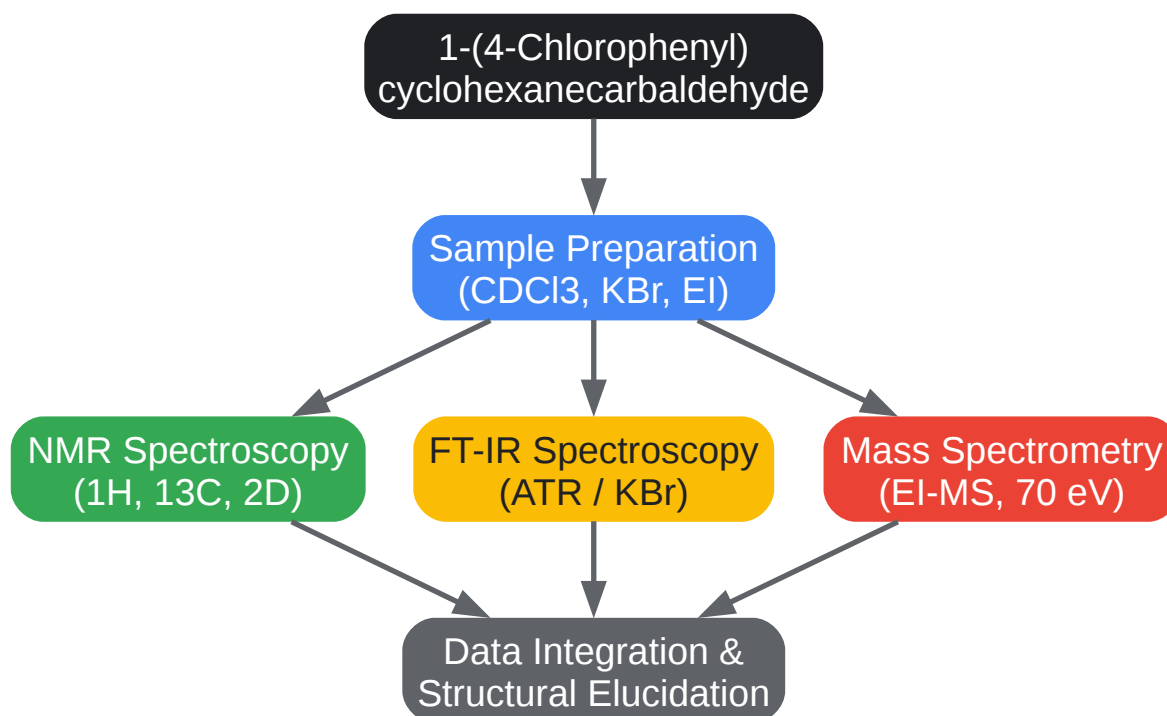 1-(4-Chlorophenyl)
cyclohexanecarbaldehyde
Sample Preparation
(CDCl3, KBr, EI)
NMR Spectroscopy
(1H, 13C, 2D)
FT-IR Spectroscopy
(ATR / KBr)
Mass Spectrometry
(EI-MS, 70 eV)
Data Integration &
Structural Elucidation